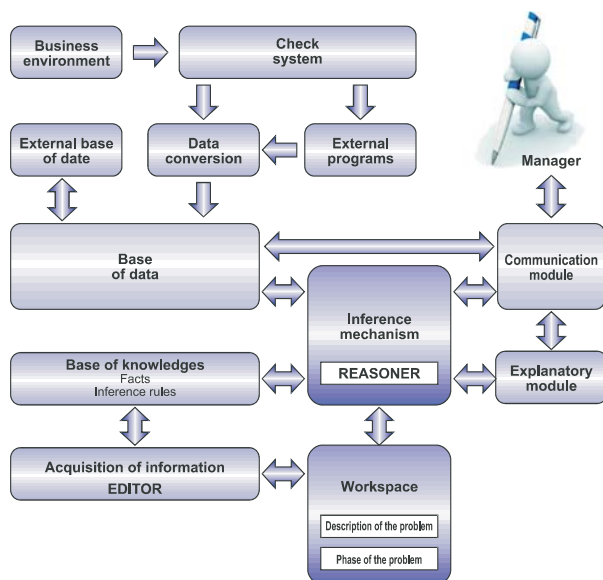 Business
environment
Check
system
External base
of date
Data
conversion
External
programs
Manager
Base
of data
Communication
module
Inference
mechanism
REASONER
Base of knowledges
Facts
Inference rules
Explanatory
module
Acquisition of information
EDITOR
Workspace
Description of the problem
Phase of the problem